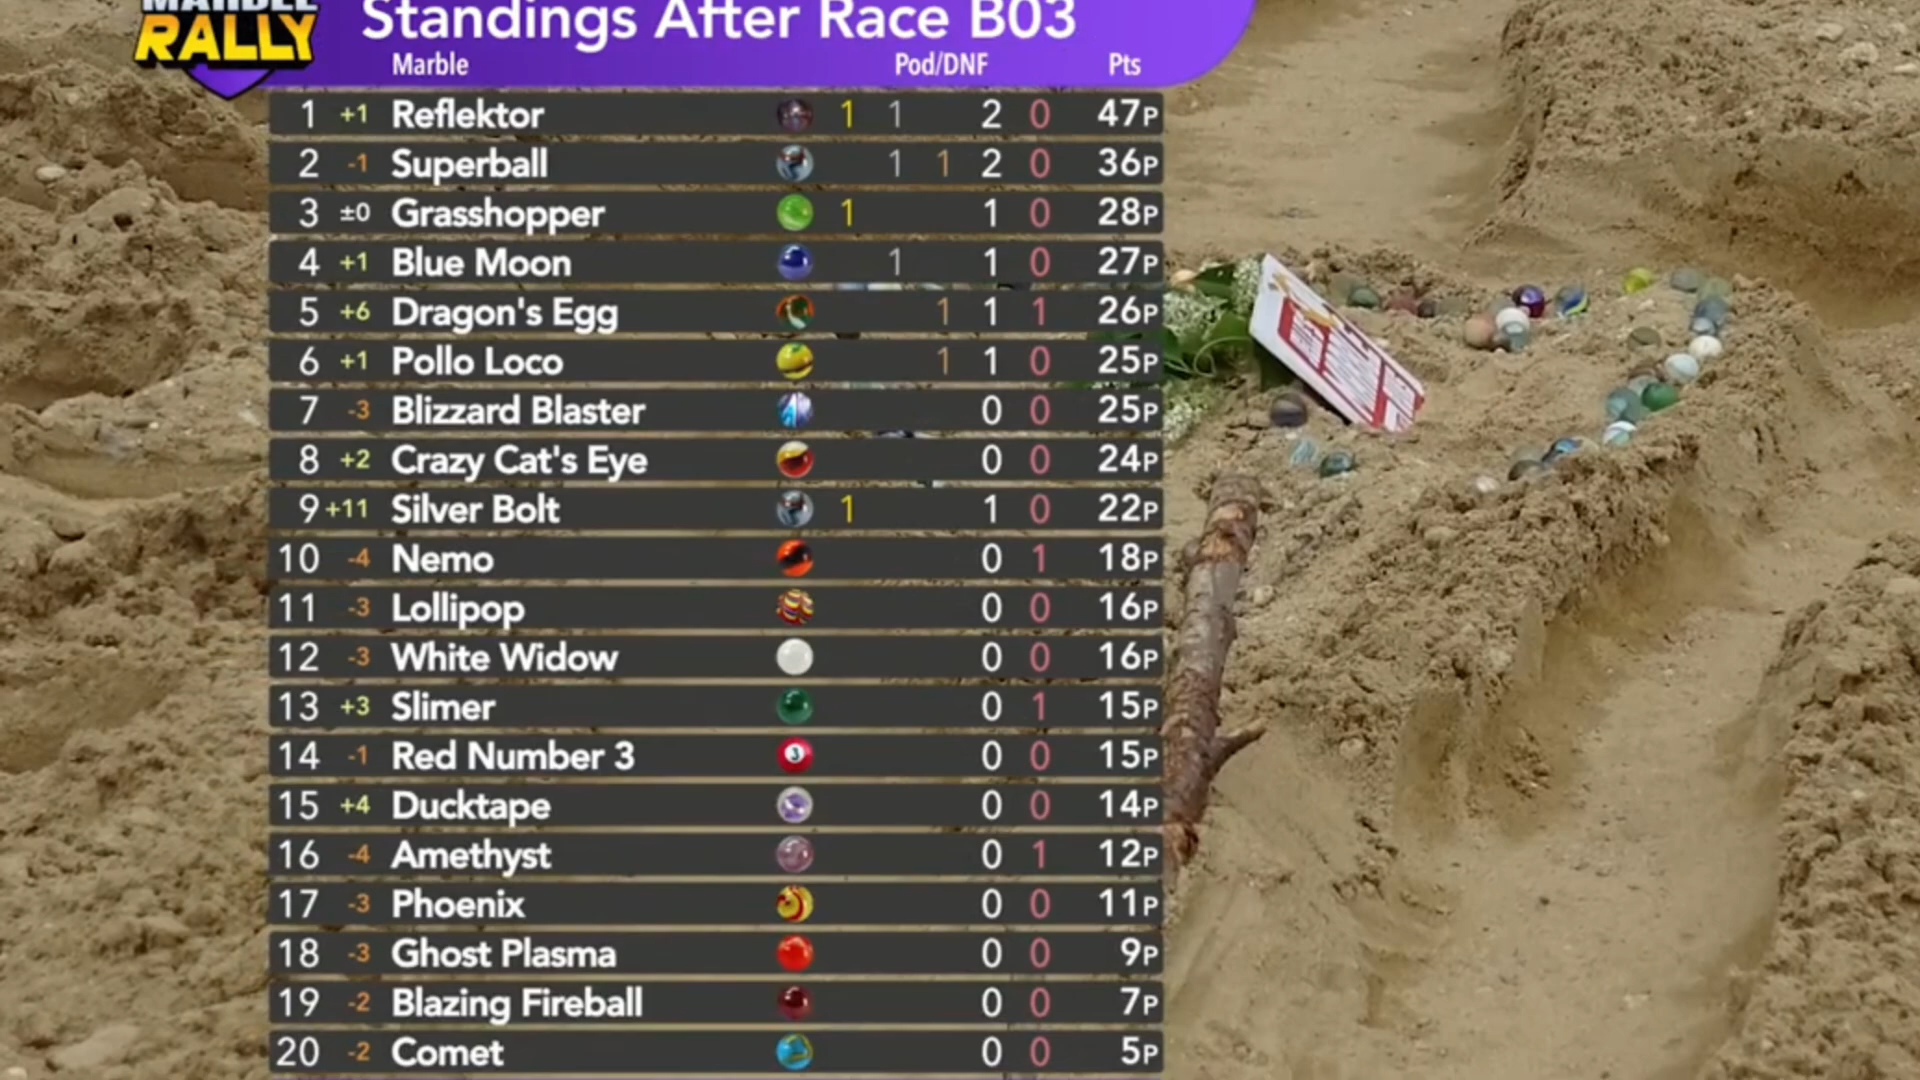 MARBLE
RALLY
Standings After Race B03
Marble Pod/DNF Pts
1 +1 Reflektor 1 1 2 0 47P
2 -1 Superball 1 1 2 0 36P
3 ±0 Grasshopper 1 1 0 28P
4 +1 Blue Moon 1 1 0 27P
5 +6 Dragon's Egg 1 1 1 26P
6 +1 Pollo Loco 1 1 0 25P
7 -3 Blizzard Blaster 0 0 25P
8 +2 Crazy Cat's Eye 0 0 24P
9 +11 Silver Bolt 1 1 0 22P
10 -4 Nemo 0 1 18P
11 -3 Lollipop 0 0 16P
12 -3 White Widow 0 0 16P
13 +3 Slimer 0 1 15P
14 -1 Red Number 3 3 0 0 15P
15 +4 Ducktape 0 0 14P
16 -4 Amethyst 0 1 12P
17 -3 Phoenix 0 0 11P
18 -3 Ghost Plasma 0 0 9P
19 -2 Blazing Fireball 0 0 7P
20 -2 Comet 0 0 5P